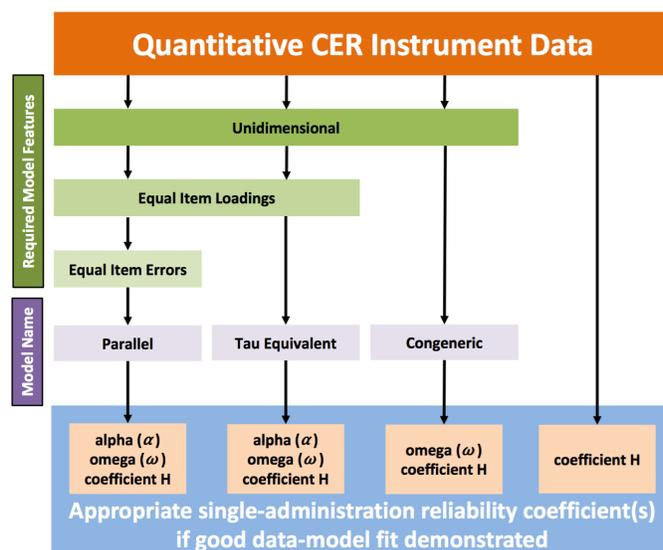 Quantitative CER Instrument Data
Required Model Features
Unidimensional
Equal Item Loadings
Equal Item Errors
Model Name
Parallel
Tau Equivalent
Congeneric
alpha (α)
omega (ω)
coefficient H
alpha (α)
omega (ω)
coefficient H
omega (ω)
coefficient H
coefficient H
Appropriate single-administration reliability coefficient(s)
if good data-model fit demonstrated